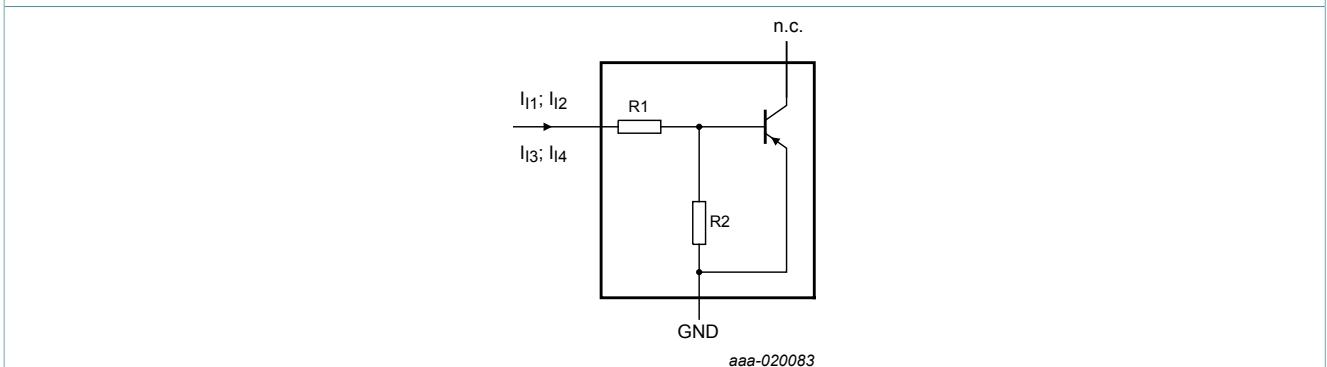 n.c.
I_I1; I_I2
R1
I_I3; I_I4
R2
GND
aaa-020083